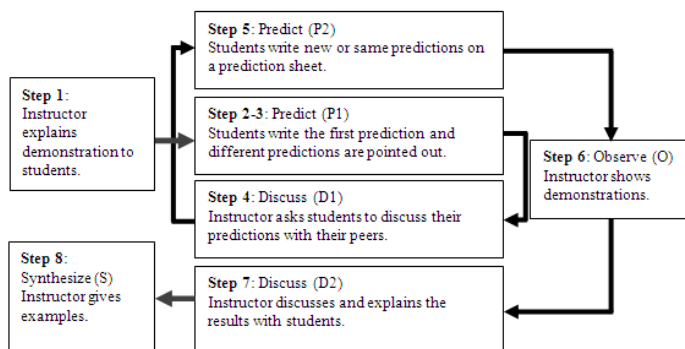 Step 5: Predict (P2)
Students write new or same predictions on
a prediction sheet.
Step 1:
Instructor
explains
demonstration to
students.
Step 2-3: Predict (P1)
Students write the first prediction and
different predictions are pointed out.
Step 6: Observe (O)
Instructor shows
demonstrations.
Step 4: Discuss (D1)
Instructor asks students to discuss their
predictions with their peers.
Step 8:
Synthesize (S)
Instructor gives
examples.
Step 7: Discuss (D2)
Instructor discusses and explains the
results with students.